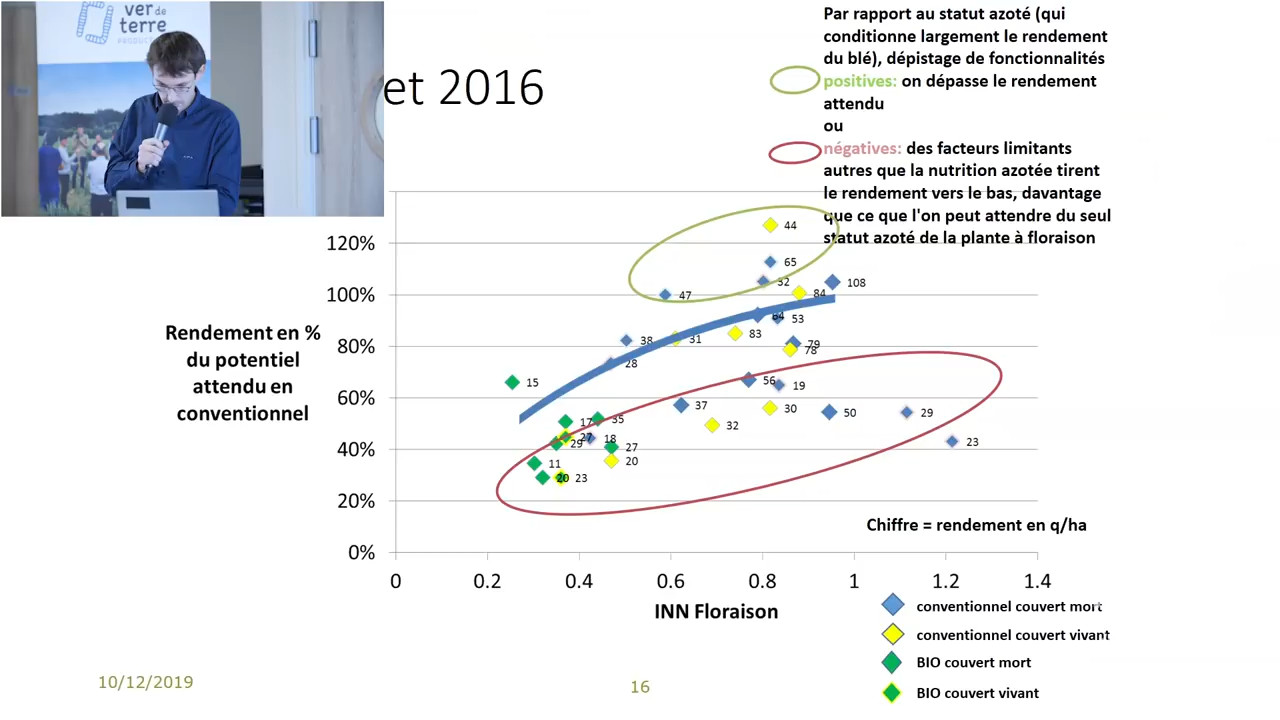 ver de
terre
PRODUCTION
et 2016
Par rapport au statut azoté (qui
conditionne largement le rendement
du blé), dépistage de fonctionnalités
positives: on dépasse le rendement
attendu
ou
négatives: des facteurs limitants
autres que la nutrition azotée tirent
le rendement vers le bas, davantage
que ce que l'on peut attendre du seul
statut azoté de la plante à floraison
Rendement en %
du potentiel
attendu en
conventionnel
120%
100%
80%
60%
40%
20%
0%
44
65
52
47
108
84
64
53
38
31
83
79
78
28
15
56
19
37
30
50
29
23
32
17
35
27
18
29
27
20
11
20
23
Chiffre = rendement en q/ha
0 0.2 0.4 0.6 0.8 1 1.2 1.4
INN Floraison
conventionnel couvert mort
conventionnel couvert vivant
BIO couvert mort
BIO couvert vivant
10/12/2019
16